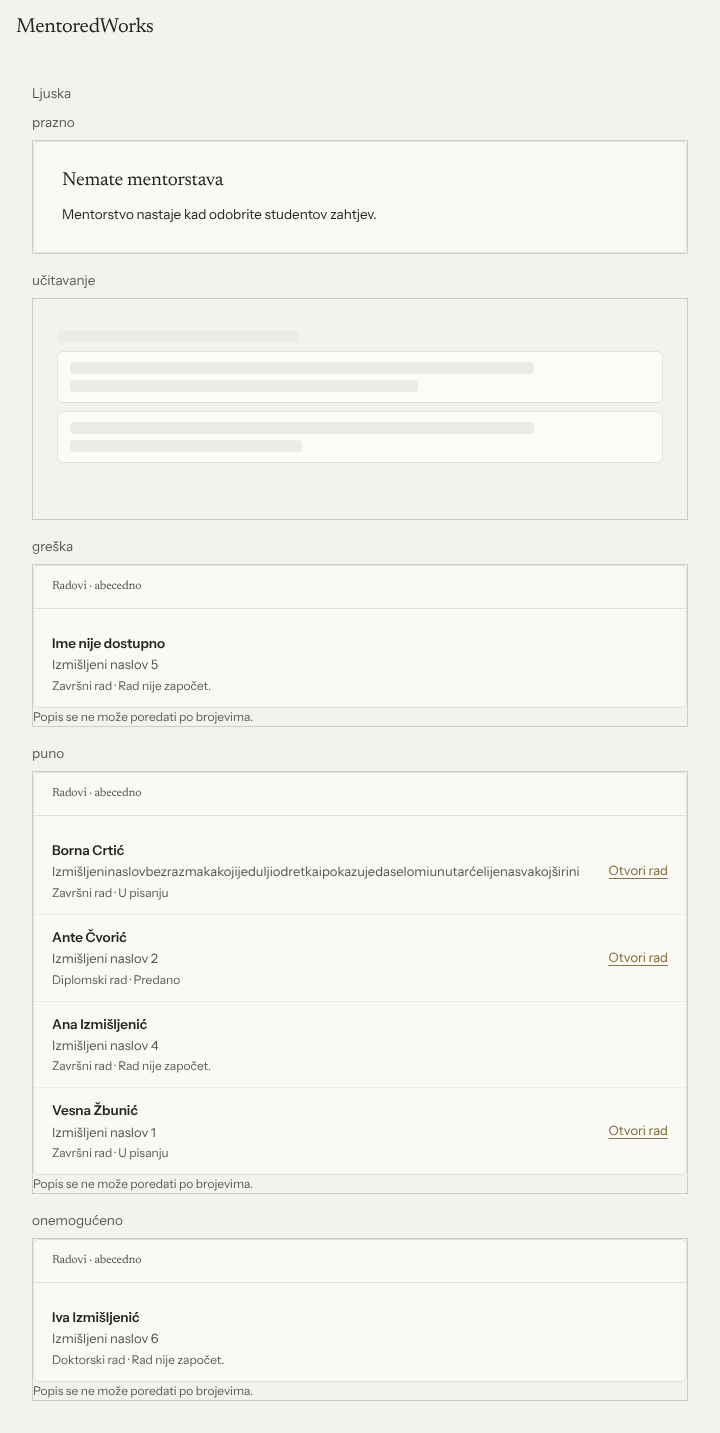 MentoredWorks
Ljuska
prazno
Nemate mentorstava
Mentorstvo nastaje kad odobrite studentov zahtjev.
učitavanje
greška
Radovi · abecedno
Ime nije dostupno
Izmišljeni naslov 5
Završni rad · Rad nije započet.
Popis se ne može poredati po brojevima.
puno
Radovi · abecedno
Borna Crtić
Izmišljeninaslovbezrazmakakojijeduljiodretkaipokazujedaselomiunutarćelijenasvakojširini
Otvori rad
Završni rad · U pisanju
Ante Čvorić
Izmišljeni naslov 2
Otvori rad
Diplomski rad · Predano
Ana Izmišljenić
Izmišljeni naslov 4
Završni rad · Rad nije započet.
Vesna Žbunić
Izmišljeni naslov 1
Otvori rad
Završni rad · U pisanju
Popis se ne može poredati po brojevima.
onemogućeno
Radovi · abecedno
Iva Izmišljenić
Izmišljeni naslov 6
Doktorski rad · Rad nije započet.
Popis se ne može poredati po brojevima.